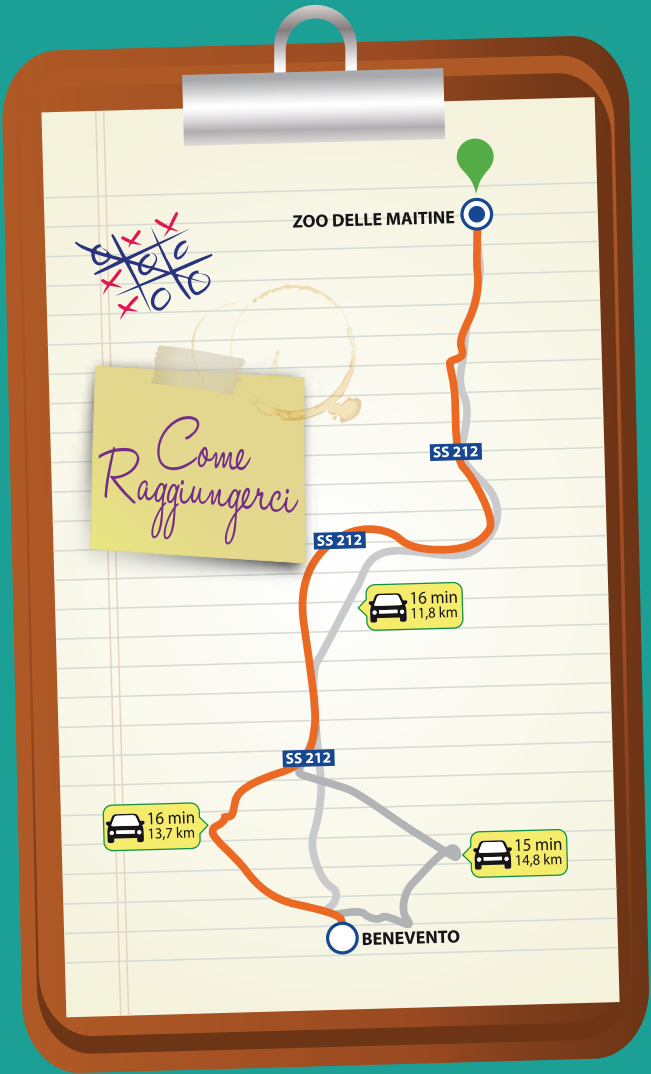 ZOO DELLE MAITINE
Come
Raggiungerci
SS 212
SS 212
16 min
11,8 km
SS 212
16 min
13,7 km
15 min
14,8 km
BENEVENTO